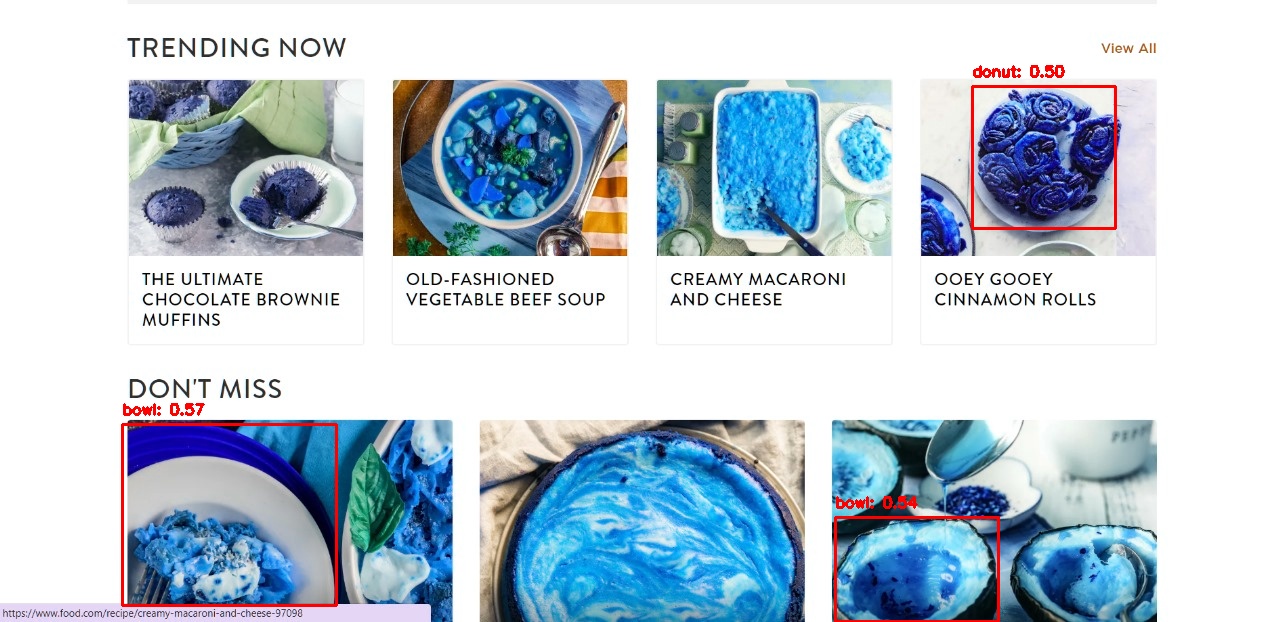 TRENDING NOW
View All
donut: 0.50
THE ULTIMATE
CHOCOLATE BROWNIE
MUFFINS
OLD-FASHIONED
VEGETABLE BEEF SOUP
CREAMY MACARONI
AND CHEESE
OOEY GOOEY
CINNAMON ROLLS
DON'T MISS
bowl: 0.57
bowl: 0.54
https://www.food.com/recipe/creamy-macaroni-and-cheese-97098